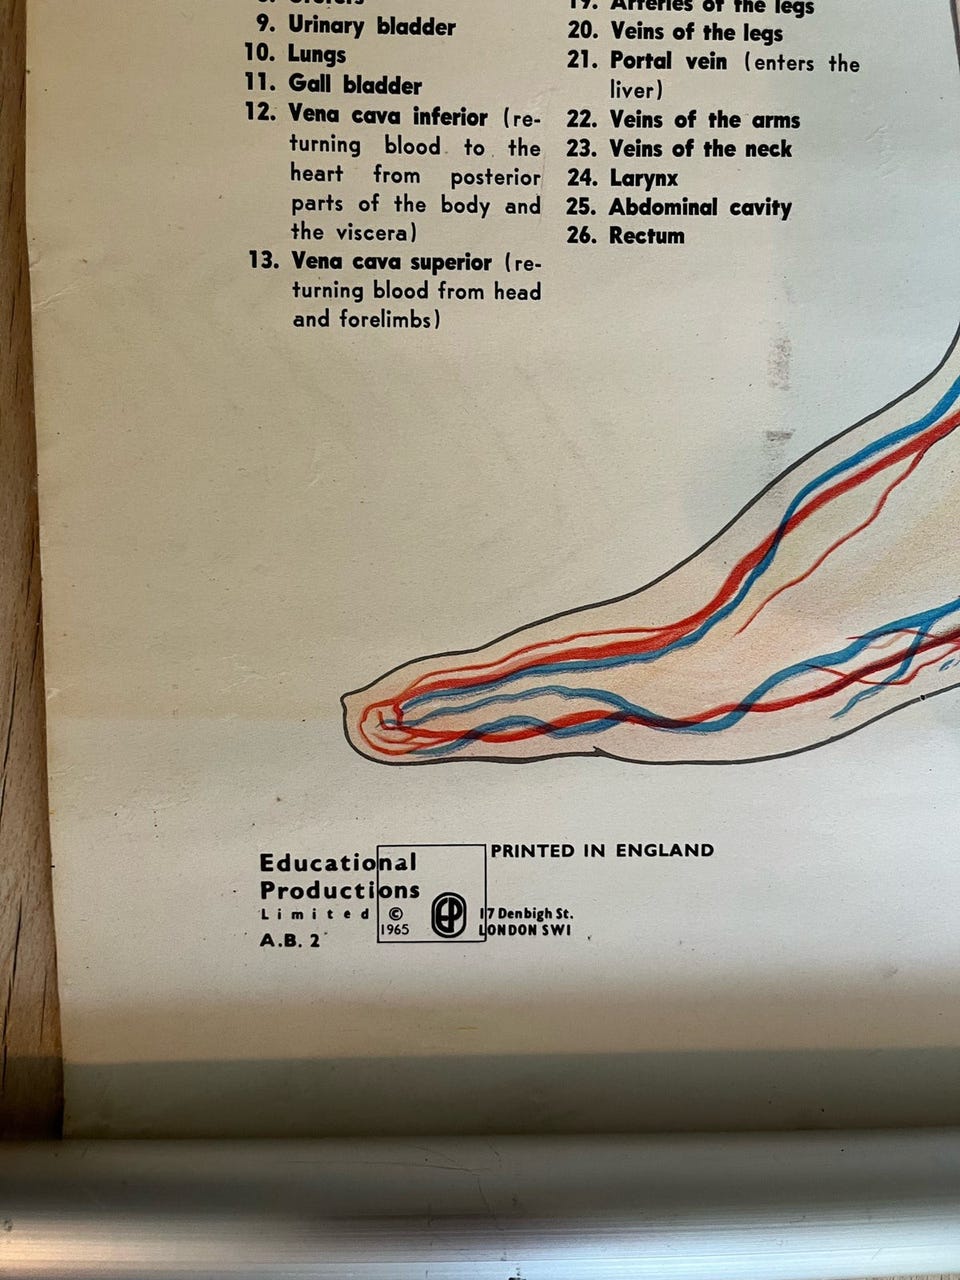 8. Ureters
9. Urinary bladder
10. Lungs
11. Gall bladder
12. Vena cava inferior (re-
turning blood to the
heart from posterior
parts of the body and
the viscera)
13. Vena cava superior (re-
turning blood from head
and forelimbs)
19. Arteries of the legs
20. Veins of the legs
21. Portal vein (enters the
liver)
22. Veins of the arms
23. Veins of the neck
24. Larynx
25. Abdominal cavity
26. Rectum
Educational
Productions
Limited
A.B. 2
©
1965
EP
PRINTED IN ENGLAND
17 Denbigh St.
LONDON SW1